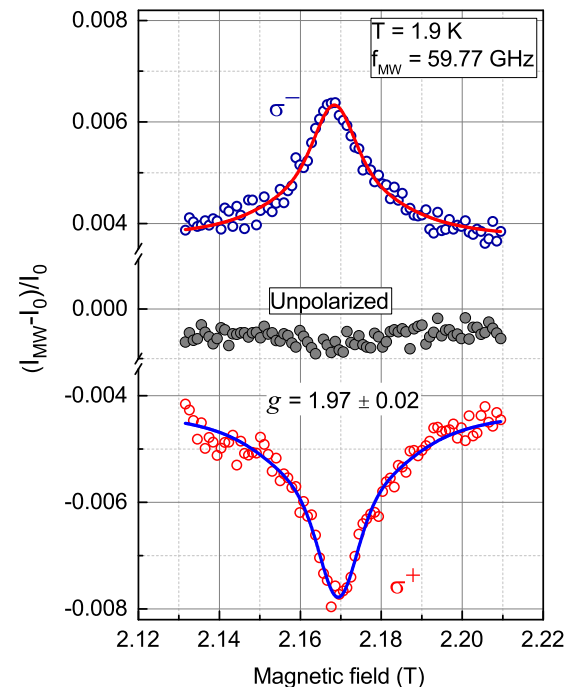 T = 1.9 K
f_MW = 59.77 GHz
σ⁻
0.008
0.006
0.004
Unpolarized
0.000
g = 1.97 ± 0.02
-0.004
-0.006
σ⁺
-0.008
(I_MW-I_0)/I_0
2.12 2.14 2.16 2.18 2.20 2.22
Magnetic field (T)